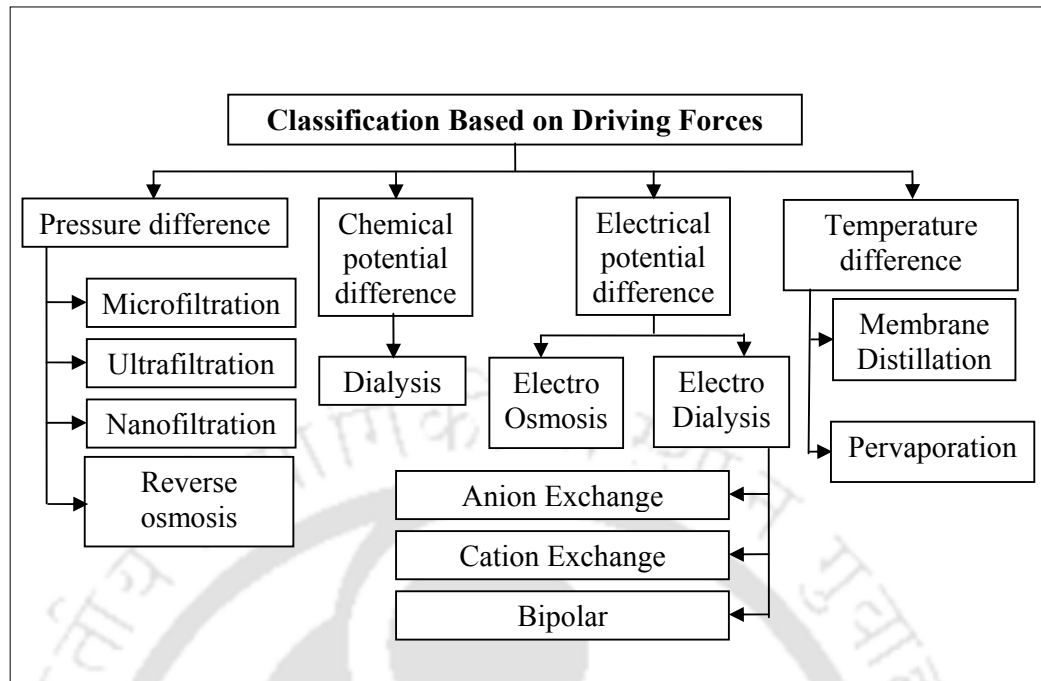 Classification Based on Driving Forces
Pressure difference
Microfiltration
Ultrafiltration
Nanofiltration
Reverse
osmosis
Chemical
potential
difference
Dialysis
Electrical
potential
difference
Electro
Osmosis
Electro
Dialysis
Anion Exchange
Cation Exchange
Bipolar
Temperature
difference
Membrane
Distillation
Pervaporation